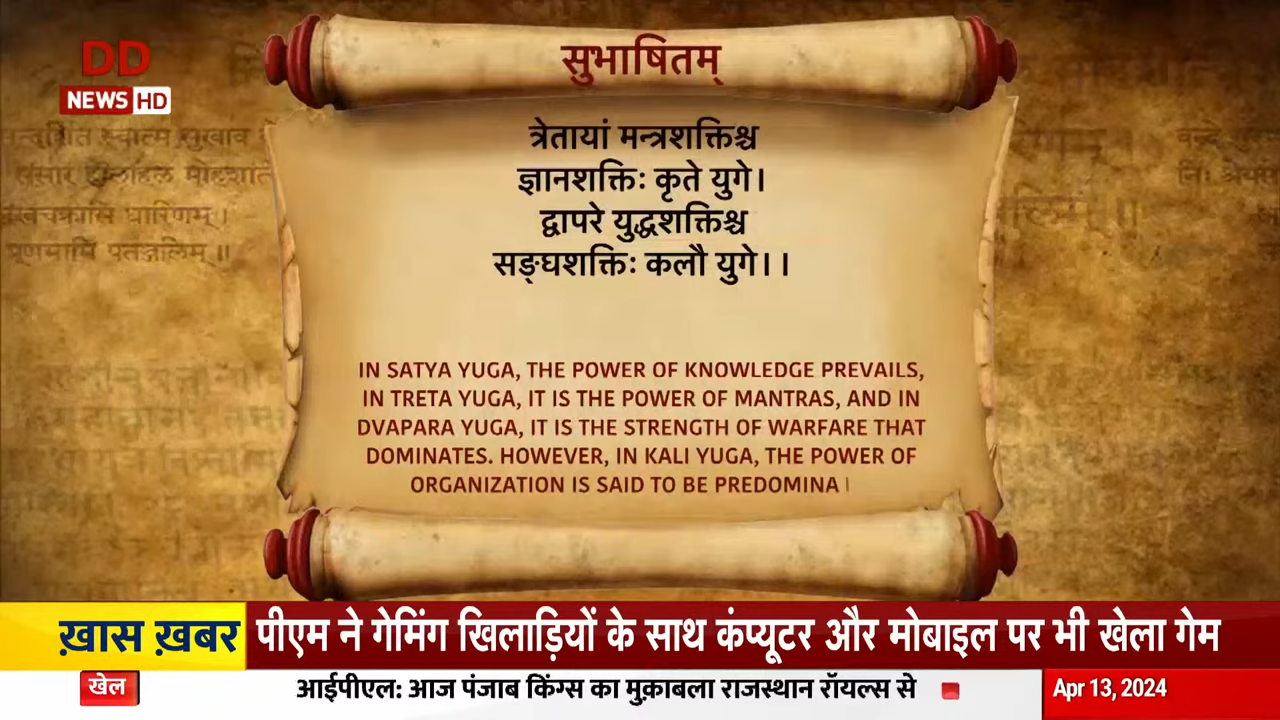 DD
NEWS HD
सुभाषितम्
त्रेतायां मन्त्रशक्तिश्च
ज्ञानशक्तिः कृते युगे।
द्वापरे युद्धशक्तिश्च
सङ्घशक्तिः कलौ युगे।।
IN SATYA YUGA, THE POWER OF KNOWLEDGE PREVAILS,
IN TRETA YUGA, IT IS THE POWER OF MANTRAS, AND IN
DVAPARA YUGA, IT IS THE STRENGTH OF WARFARE THAT
DOMINATES. HOWEVER, IN KALI YUGA, THE POWER OF
ORGANIZATION IS SAID TO BE PREDOMINA
ख़ास ख़बर
पीएम ने गेमिंग खिलाड़ियों के साथ कंप्यूटर और मोबाइल पर भी खेला गेम
खेल
आईपीएल: आज पंजाब किंग्स का मुक़ाबला राजस्थान रॉयल्स से
Apr 13, 2024